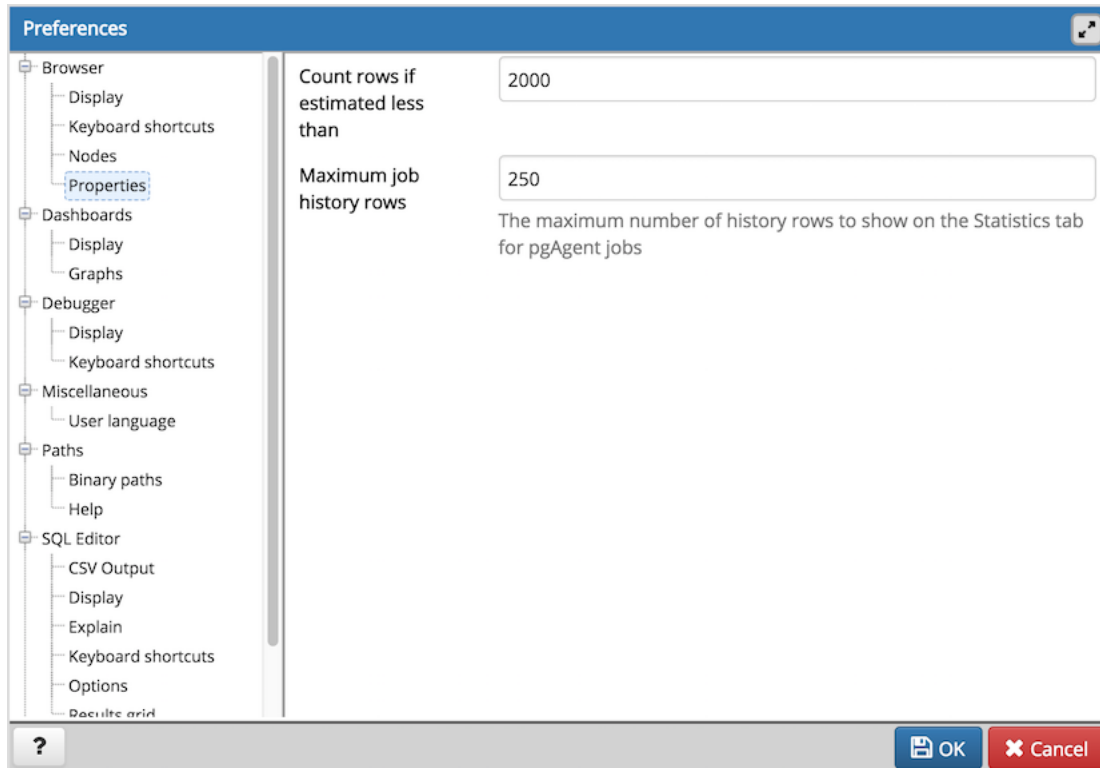 Preferences
Browser
Display
Keyboard shortcuts
Nodes
Properties
Dashboards
Display
Graphs
Debugger
Display
Keyboard shortcuts
Miscellaneous
User language
Paths
Binary paths
Help
SQL Editor
CSV Output
Display
Explain
Keyboard shortcuts
Options
Results grid
Count rows if
estimated less
than
2000
Maximum job
history rows
250
The maximum number of history rows to show on the Statistics tab
for pgAgent jobs
?
OK
Cancel